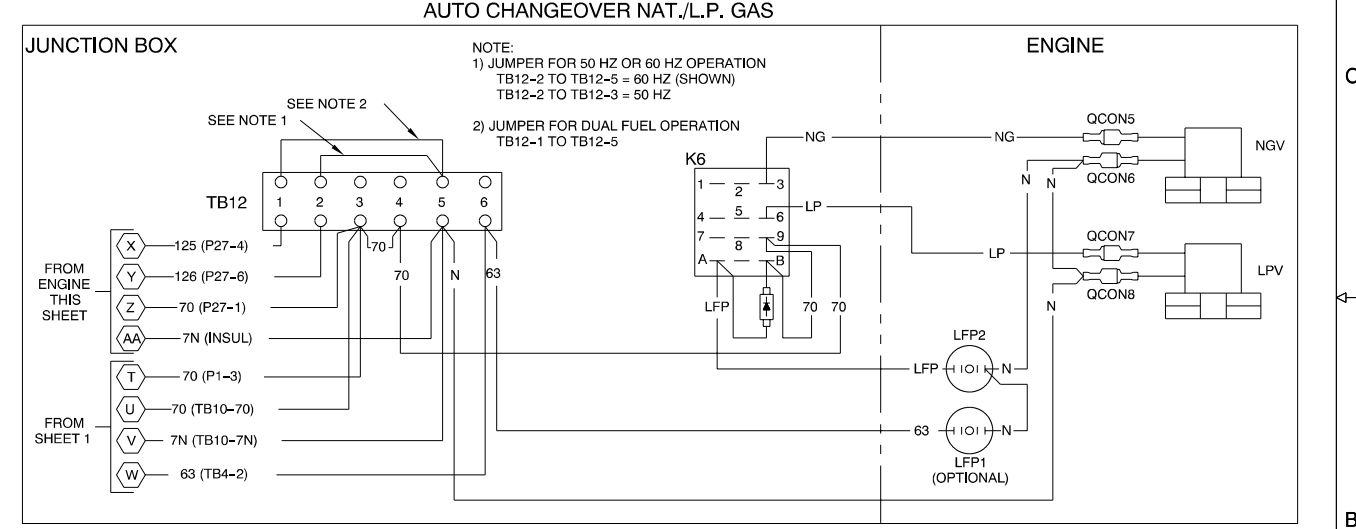 AUTO CHANGEOVER NAT./L.P. GAS
JUNCTION BOX
ENGINE
NOTE:
1) JUMPER FOR 50 HZ OR 60 HZ OPERATION
TB12-2 TO TB12-5 = 60 HZ (SHOWN)
TB12-2 TO TB12-3 = 50 HZ
2) JUMPER FOR DUAL FUEL OPERATION
TB12-1 TO TB12-5
SEE NOTE 2
SEE NOTE 1
TB12
1 2 3 4 5 6
FROM
ENGINE
THIS
SHEET
X 125 (P27-4)
Y 126 (P27-6)
Z 70 (P27-1)
AA 7N (INSUL)
FROM
SHEET 1
T 70 (P1-3)
U 70 (TB10-70)
V 7N (TB10-7N)
W 63 (TB4-2)
70
70
N
63
K6
1 2 3
4 5 6
7 8 9
A B
LFP
70 70
NG
NG
LP
LP
QCON5
QCON6
N N
NGV
QCON7
QCON8
N
LPV
LFP2
LFP N
63 N
LFP1
(OPTIONAL)
C
B